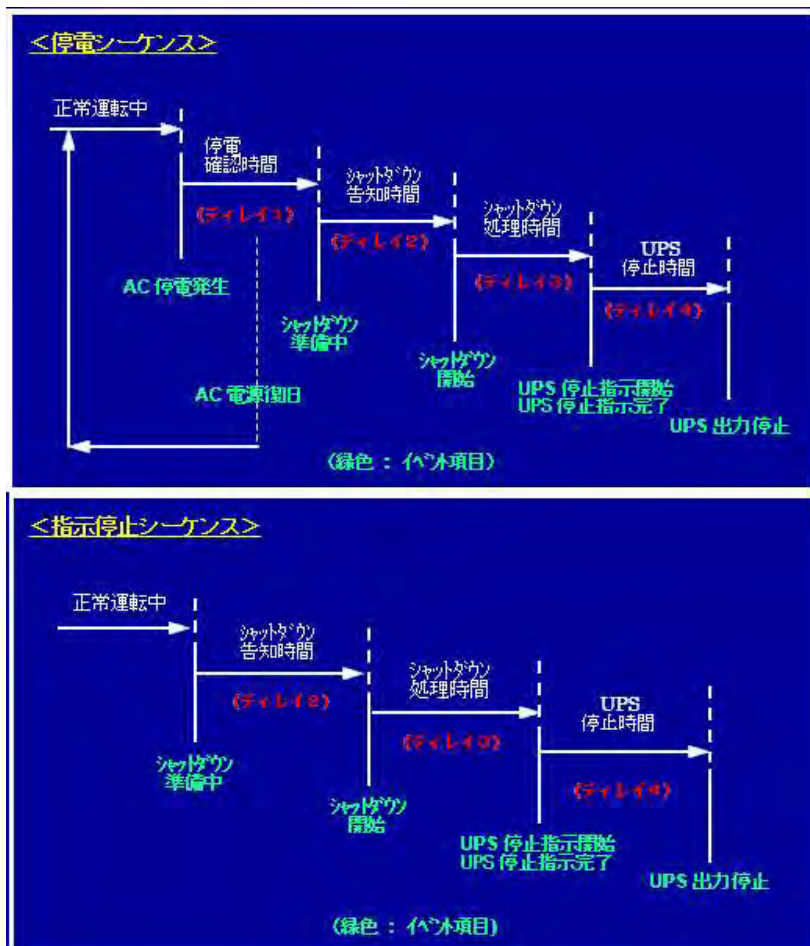 ＜停電シーケンス＞
正常運転中
停電
確認時間
《ディレイ1》
ｼｬｯﾄﾀﾞｳﾝ
告知時間
《ディレイ2》
ｼｬｯﾄﾀﾞｳﾝ
処理時間
《ディレイ3》
UPS
停止時間
《ディレイ4》
AC 停電発生
ｼｬｯﾄﾀﾞｳﾝ
準備中
ｼｬｯﾄﾀﾞｳﾝ
開始
UPS 停止指示開始
UPS 停止指示完了
UPS 出力停止
AC 電源復旧
（緑色 ： ｲﾍﾞﾝﾄ項目）
＜指示停止シーケンス＞
正常運転中
ｼｬｯﾄﾀﾞｳﾝ
告知時間
《ディレイ2》
ｼｬｯﾄﾀﾞｳﾝ
処理時間
《ディレイ3》
UPS
停止時間
《ディレイ4》
ｼｬｯﾄﾀﾞｳﾝ
準備中
ｼｬｯﾄﾀﾞｳﾝ
開始
UPS 停止指示開始
UPS 停止指示完了
UPS 出力停止
（緑色 ： ｲﾍﾞﾝﾄ項目）